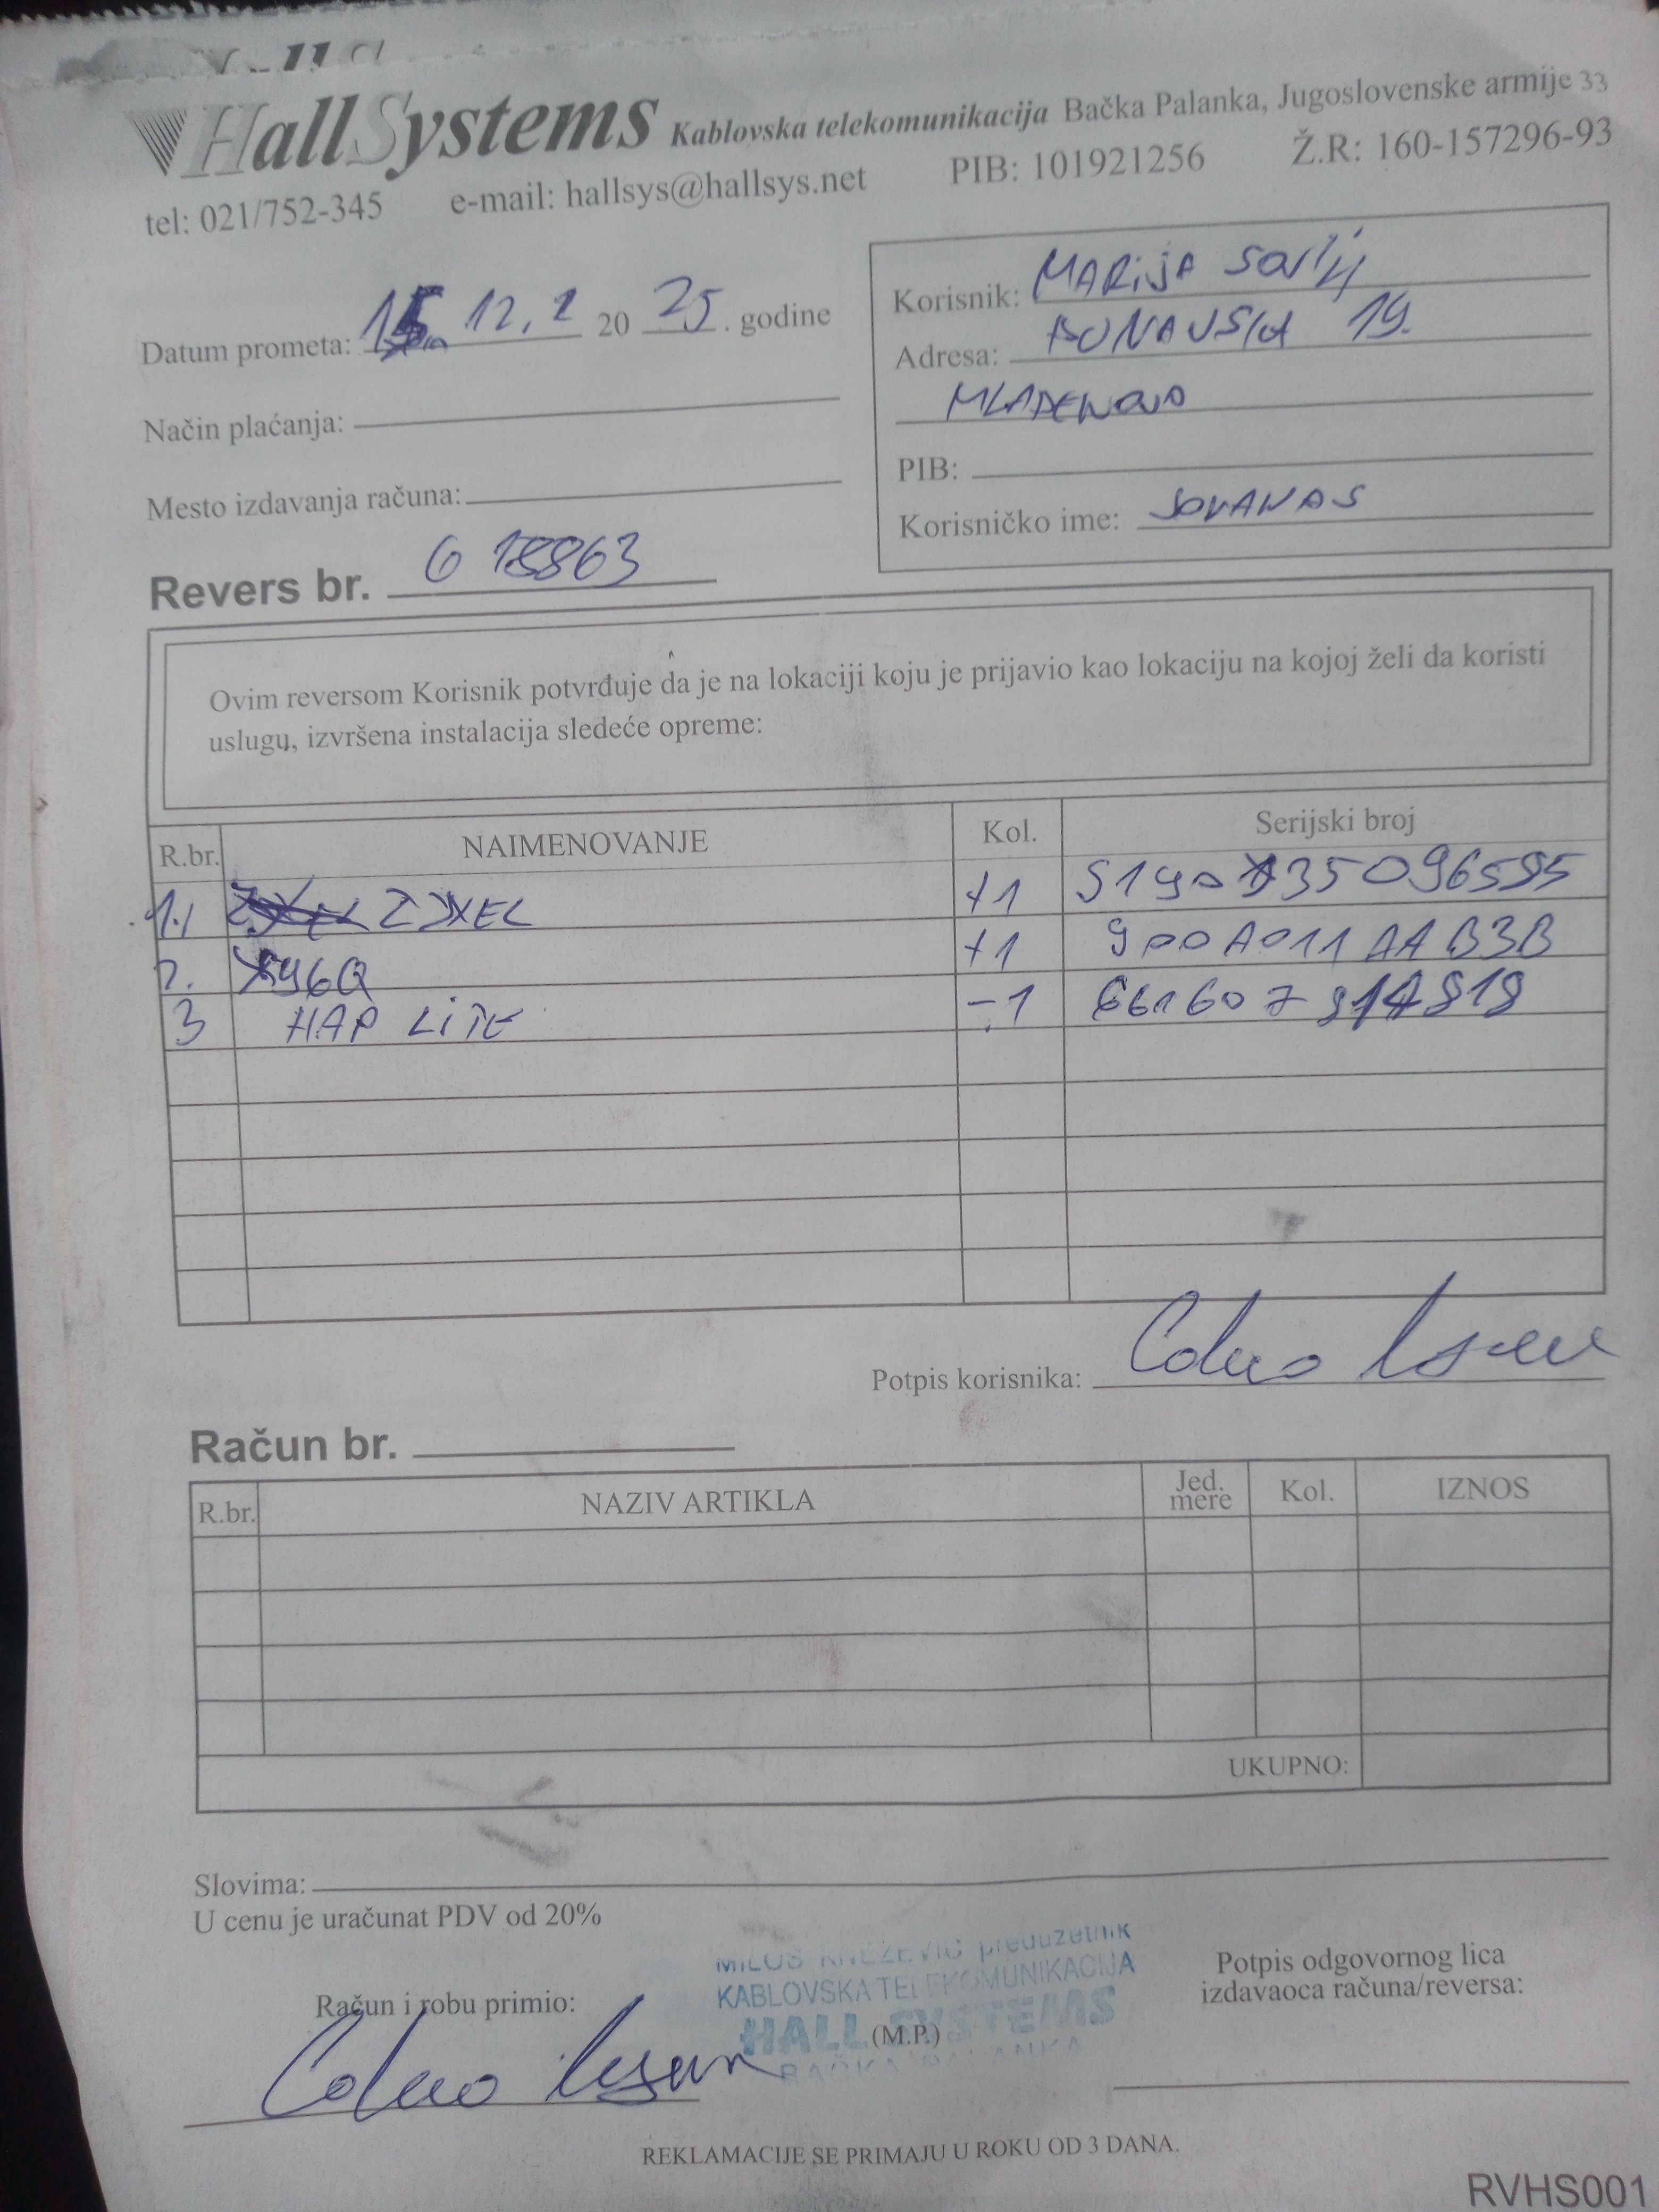 HallSystems Kablovska telekomunikacija Bačka Palanka, Jugoslovenske armije 33
tel: 021/752-345 e-mail: hallsys@hallsys.net PIB: 101921256 Ž.R: 160-157296-93
Datum prometa: 15. 12. 2025. godine
Način plaćanja:
Mesto izdavanja računa:
Korisnik: MARIJA
Adresa: 19.
MLADENOVO
PIB:
Korisničko ime: JOVANAS
Revers br. 618863
Ovim reversom Korisnik potvrđuje da je na lokaciji koju je prijavio kao lokaciju na kojoj želi da koristi
uslugu, izvršena instalacija sledeće opreme:
R.br. NAIMENOVANJE Kol. Serijski broj
1. ZYXEL +1
2. X96Q +1 900A011AAB3B
3 HAP LITE -1
Potpis korisnika:
Račun br.
R.br. NAZIV ARTIKLA Jed. mere Kol. IZNOS
UKUPNO:
Slovima:
U cenu je uračunat PDV od 20%
MILOŠ KNEŽEVIĆ preduzetnik
KABLOVSKA TELEKOMUNIKACIJA
HALL SYSTEMS
BAČKA PALANKA
Račun i robu primio:
(M.P.)
Potpis odgovornog lica
izdavaoca računa/reversa:
REKLAMACIJE SE PRIMAJU U ROKU OD 3 DANA.
RVHS001